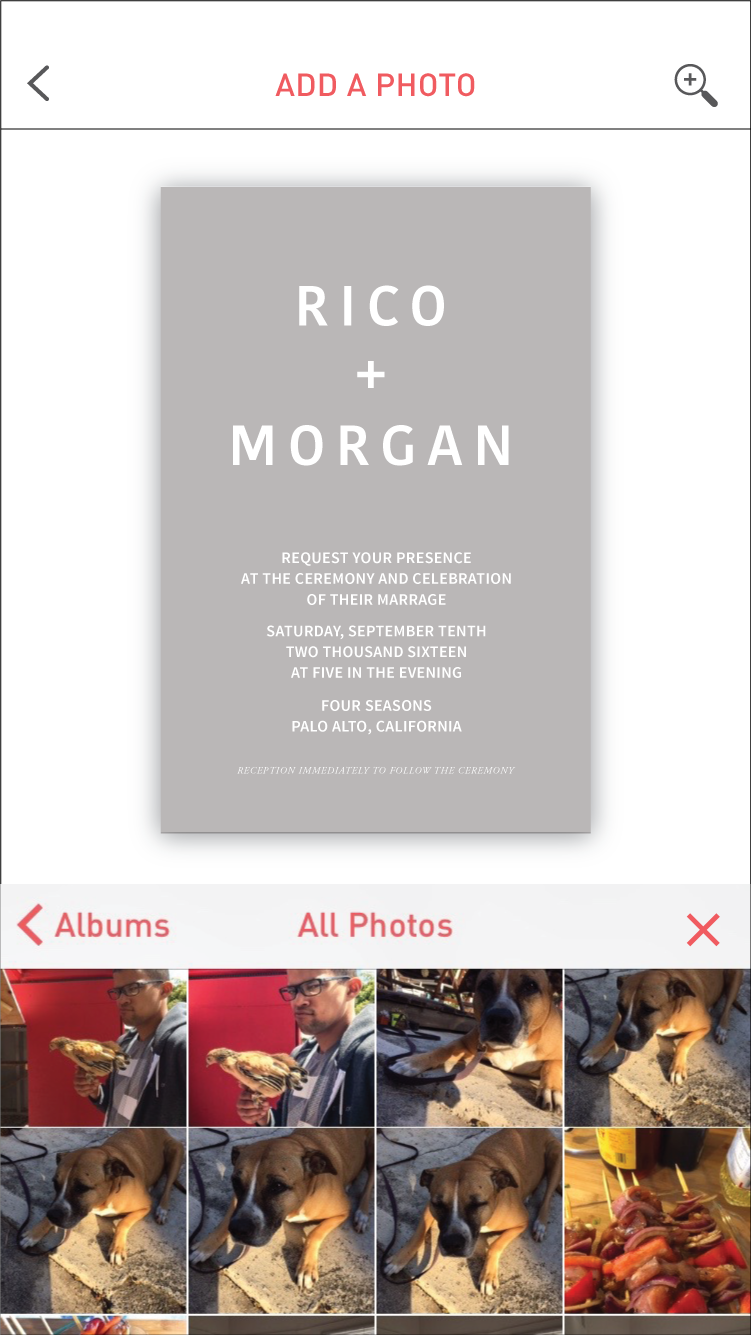 ADD A PHOTO
RICO
+
MORGAN
REQUEST YOUR PRESENCE
AT THE CEREMONY AND CELEBRATION
OF THEIR MARRAGE
SATURDAY, SEPTEMBER TENTH
TWO THOUSAND SIXTEEN
AT FIVE IN THE EVENING
FOUR SEASONS
PALO ALTO, CALIFORNIA
RECEPTION IMMEDIATELY TO FOLLOW THE CEREMONY
Albums All Photos